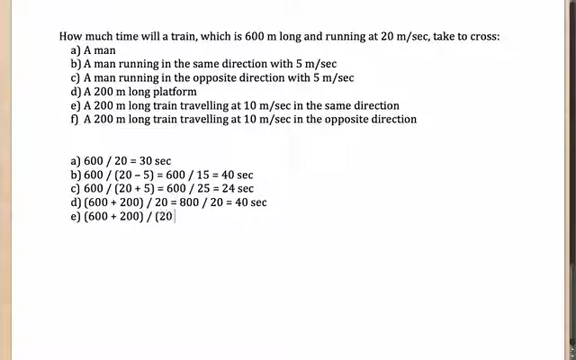 How much time will a train, which is 600 m long and running at 20 m/sec, take to cross:
a) A man
b) A man running in the same direction with 5 m/sec
c) A man running in the opposite direction with 5 m/sec
d) A 200 m long platform
e) A 200 m long train travelling at 10 m/sec in the same direction
f) A 200 m long train travelling at 10 m/sec in the opposite direction
a) 600 / 20 = 30 sec
b) 600 / (20 – 5) = 600 / 15 = 40 sec
c) 600 / (20 + 5) = 600 / 25 = 24 sec
d) (600 + 200) / 20 = 800 / 20 = 40 sec
e) (600 + 200) / (20